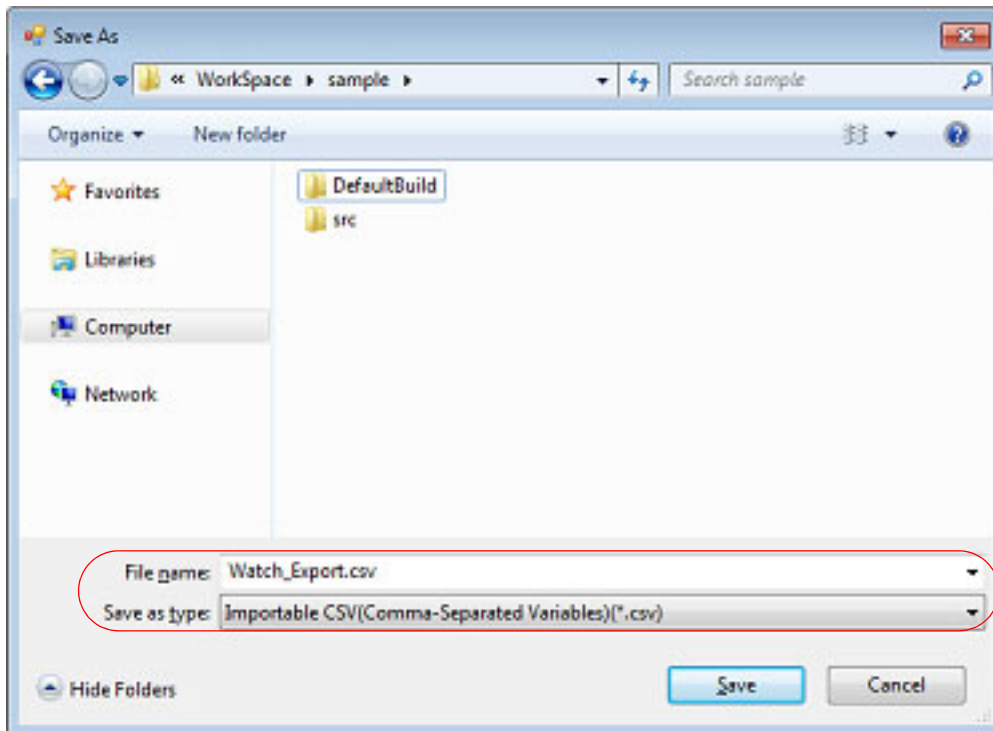 Save As
« WorkSpace ▸ sample ▸
Search sample
Organize
New folder
Favorites
Libraries
Computer
Network
DefaultBuild
src
File name: Watch_Export.csv
Save as type: Importable CSV(Comma-Separated Variables)(*.csv)
Hide Folders
Save
Cancel